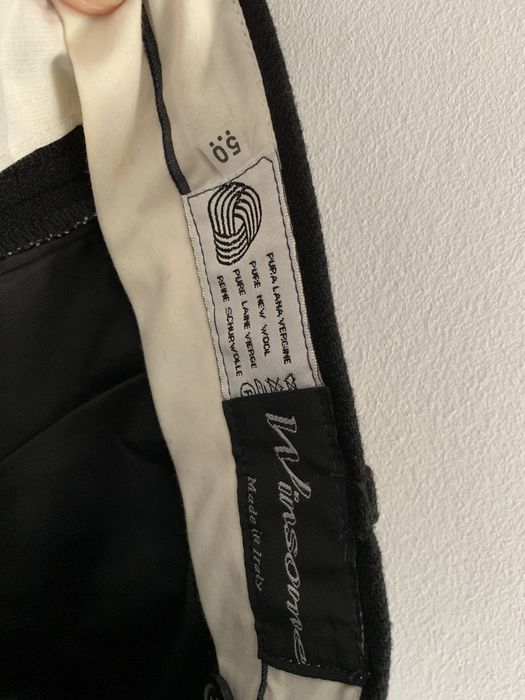 50
PURA LANA VERGINE
PURE NEW WOOL
PURE LAINE VIERGE
REINE SCHURWOLLE
Winsome
Made in Italy